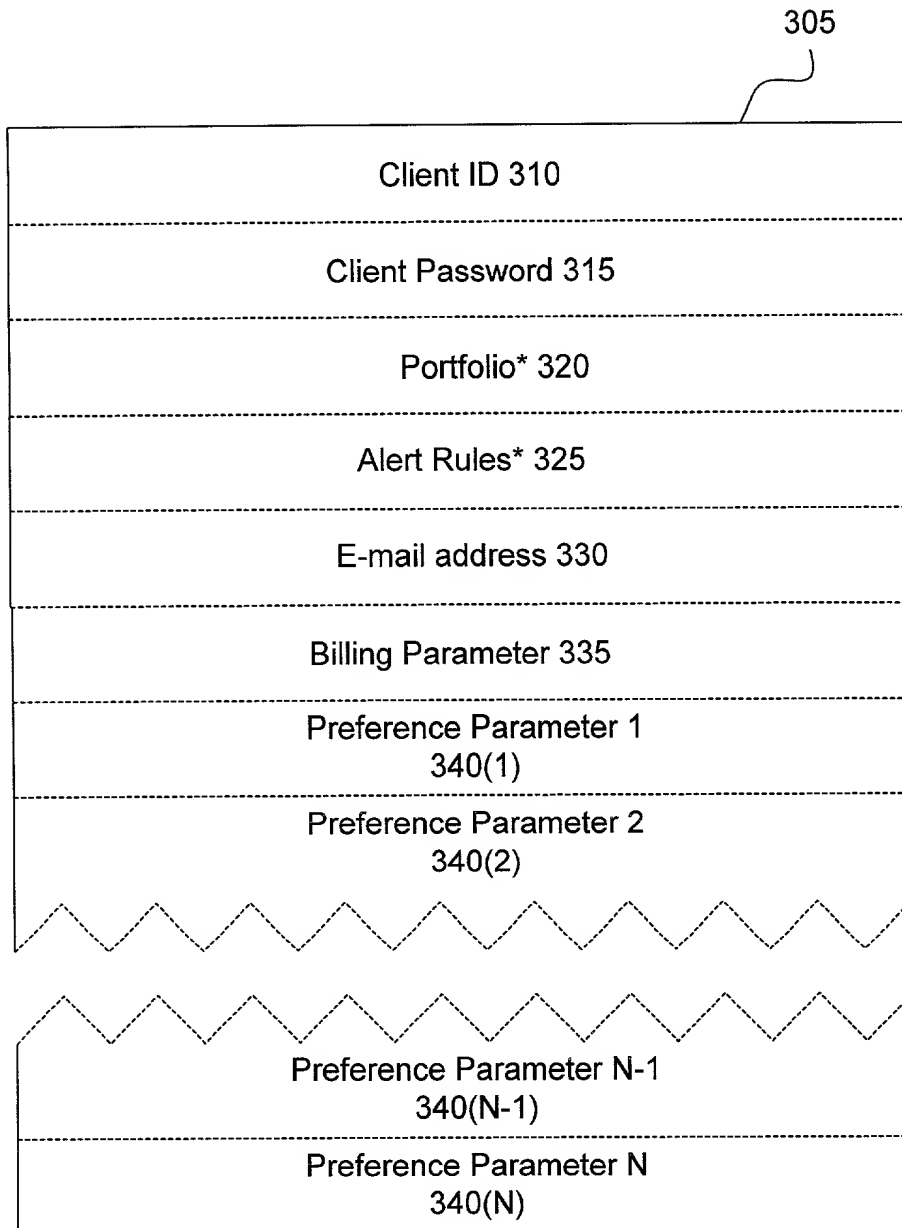 305
Client ID 310
Client Password 315
Portfolio* 320
Alert Rules* 325
E-mail address 330
Billing Parameter 335
Preference Parameter 1
340(1)
Preference Parameter 2
340(2)
Preference Parameter N-1
340(N-1)
Preference Parameter N
340(N)